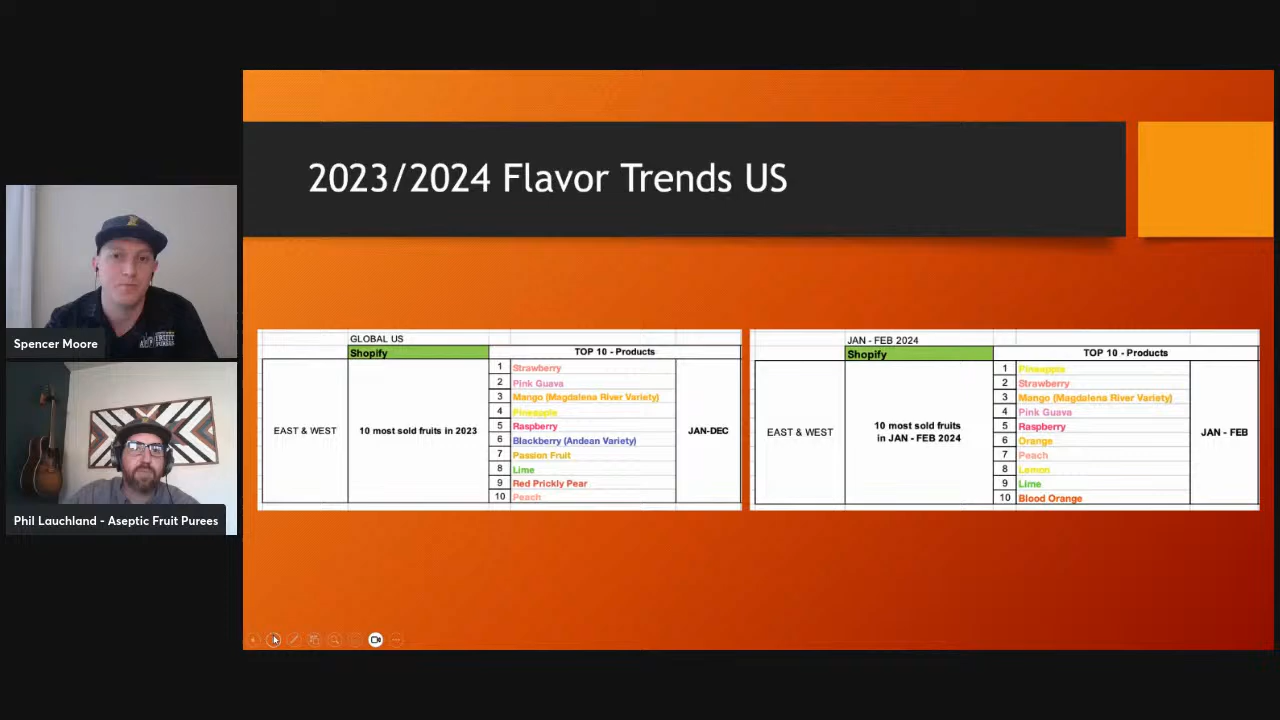 2023/2024 Flavor Trends US
Spencer Moore
Phil Lauchland - Aseptic Fruit Purees
GLOBAL US
Shopify
TOP 10 - Products
EAST & WEST
10 most sold fruits in 2023
1 Strawberry
2 Pink Guava
3 Mango (Magdalena River Variety)
4 Pineapple
5 Raspberry
6 Blackberry (Andean Variety)
7 Passion Fruit
8 Lime
9 Red Prickly Pear
10 Peach
JAN-DEC
JAN - FEB 2024
Shopify
TOP 10 - Products
EAST & WEST
10 most sold fruits
in JAN - FEB 2024
1 Pineapple
2 Strawberry
3 Mango (Magdalena River Variety)
4 Pink Guava
5 Raspberry
6 Orange
7 Peach
8 Lemon
9 Lime
10 Blood Orange
JAN - FEB